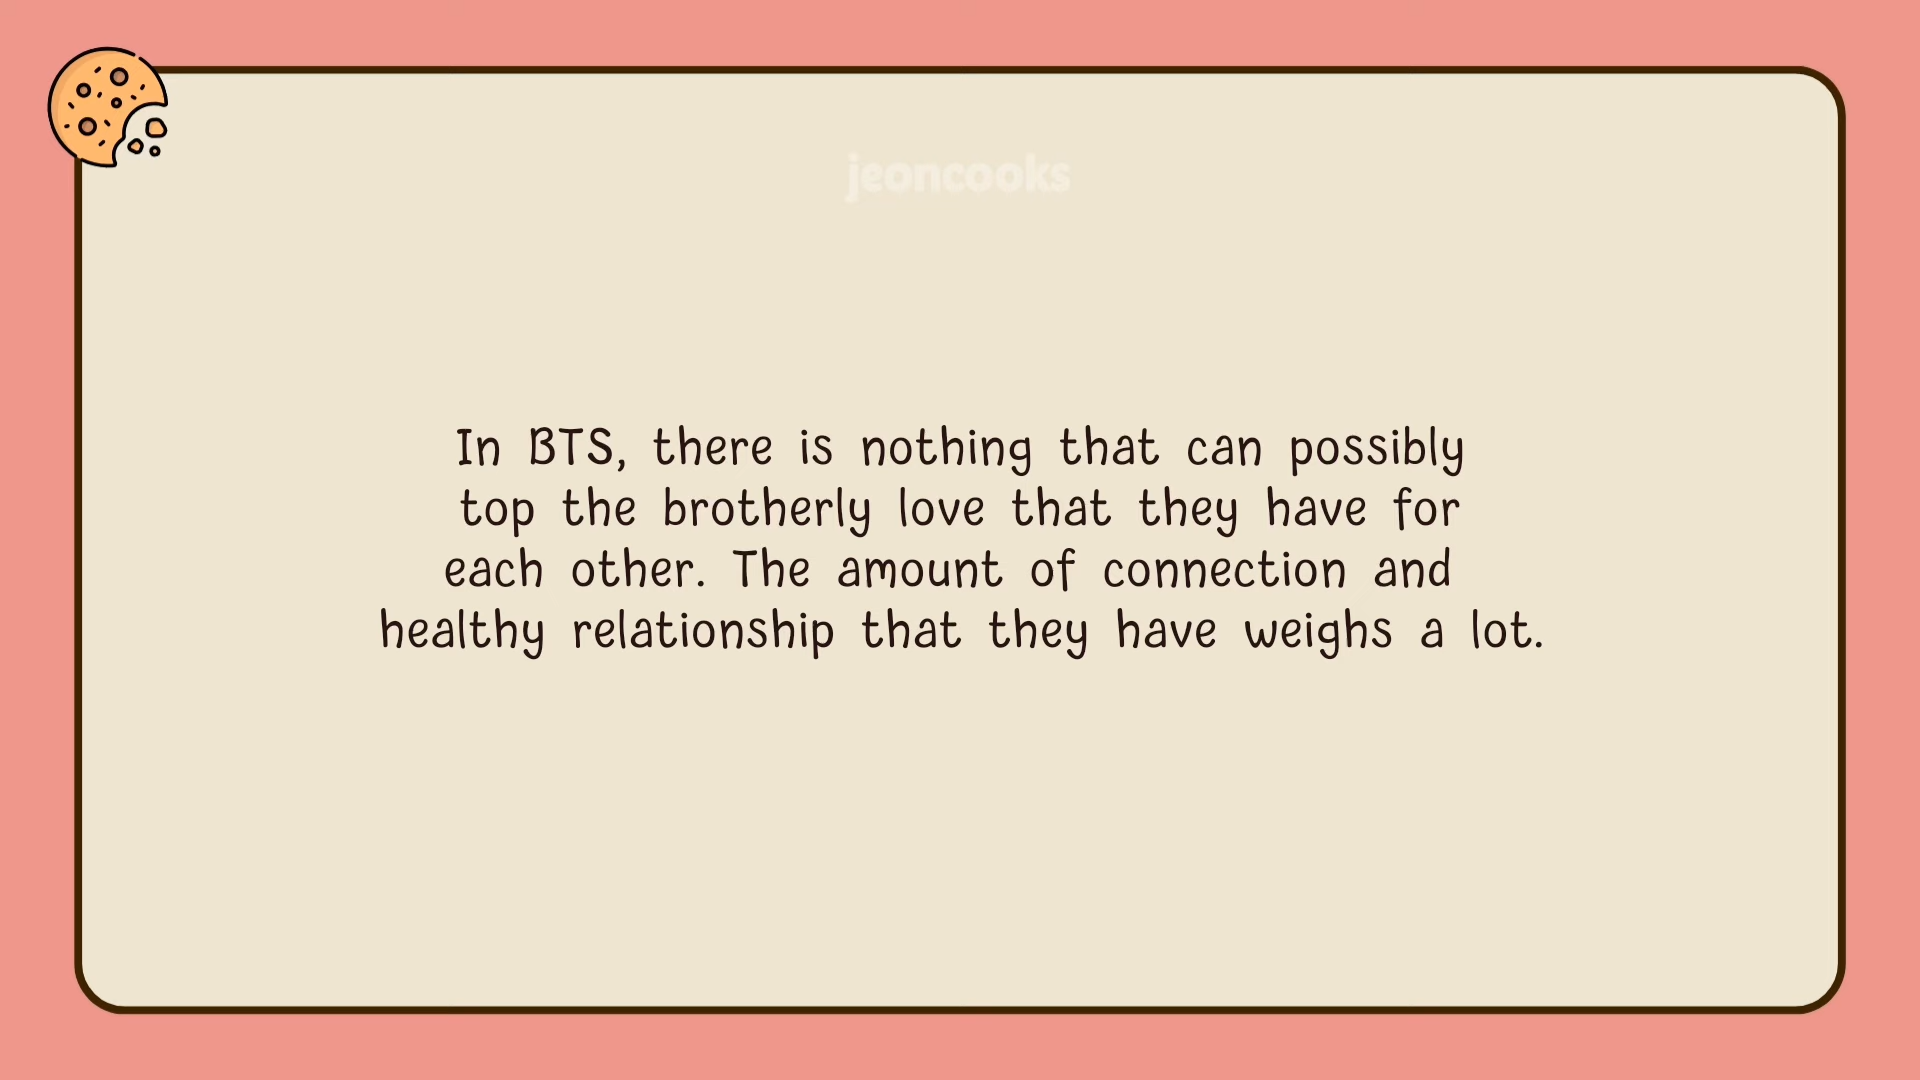 jeoncooks
In BTS, there is nothing that can possibly
top the brotherly love that they have for
each other. The amount of connection and
healthy relationship that they have weighs a lot.